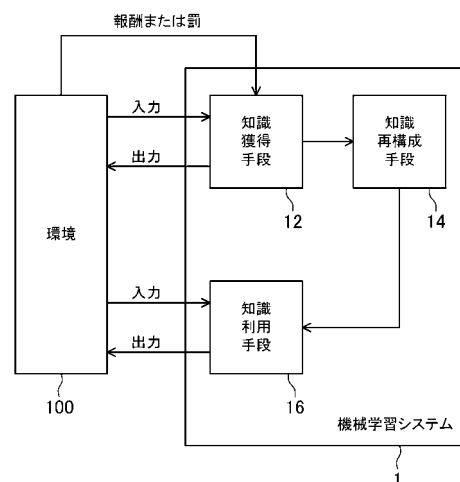 報酬または罰
入力
知識
獲得
手段
知識
再構成
手段
出力
12
14
環境
入力
知識
利用
手段
出力
100
16
機械学習システム
1